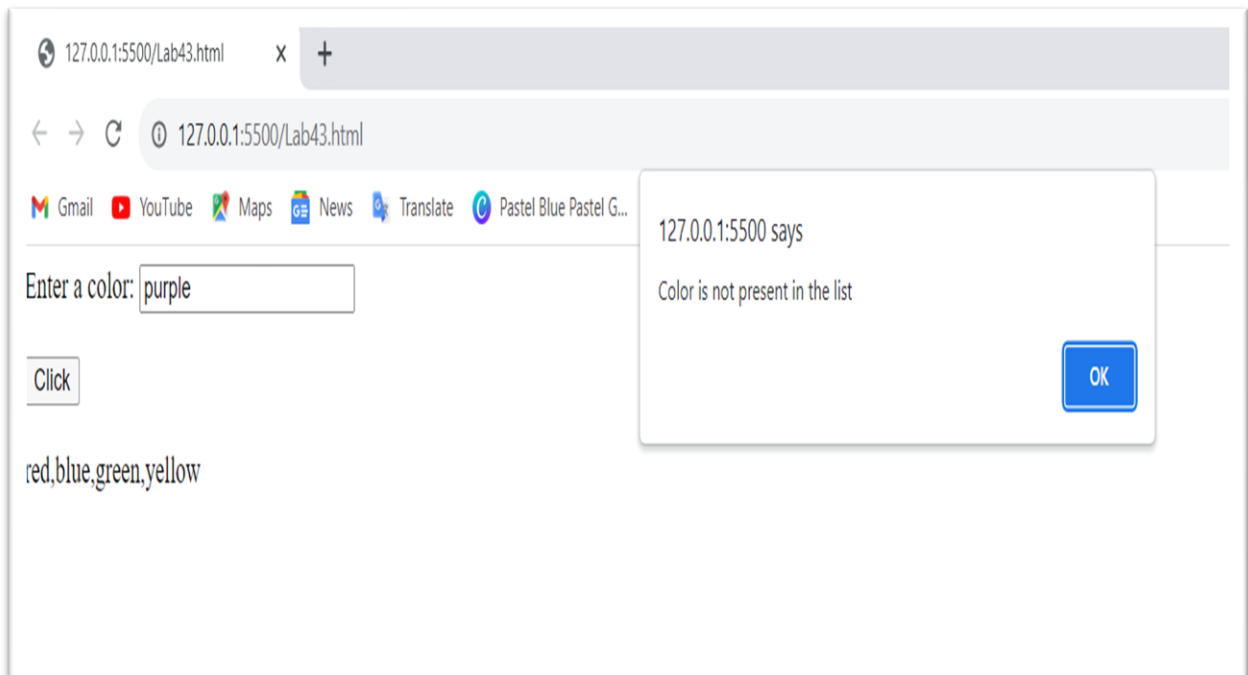 127.0.0.1:5500/Lab43.html
127.0.0.1:5500/Lab43.html
Gmail YouTube Maps News Translate Pastel Blue Pastel G...
127.0.0.1:5500 says
Color is not present in the list
OK
Enter a color: purple
Click
red,blue,green,yellow